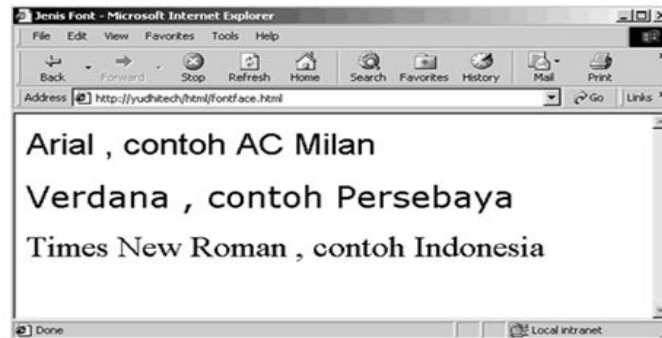 Jenis Font - Microsoft Internet Explorer
File Edit View Favorites Tools Help
Back Forward Stop Refresh Home Search Favorites History Mail Print
Address http://yudhitech/html/fontface.html Go Links
Arial , contoh AC Milan
Verdana , contoh Persebaya
Times New Roman , contoh Indonesia
Done Local intranet